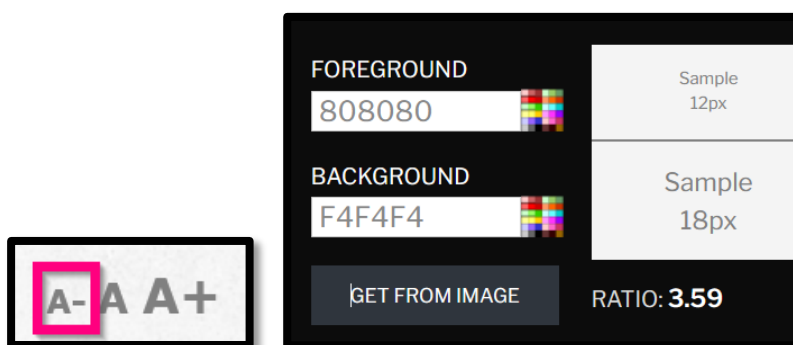 A- A A+
FOREGROUND
808080
BACKGROUND
F4F4F4
GET FROM IMAGE
Sample
12px
Sample
18px
RATIO: 3.59